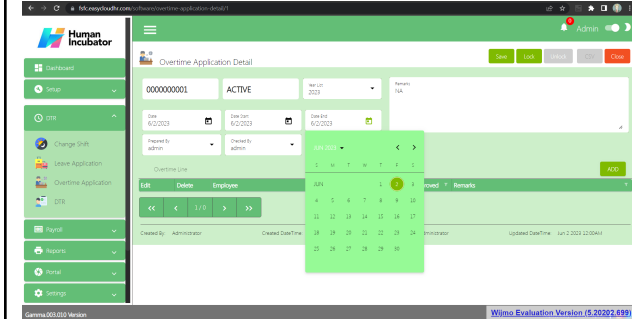 fsfc.easycloudhr.com/software/overtime-application-detail/1
Human
Incubator
Admin
Dashboard
Setup
DTR
Change Shift
Leave Application
Overtime Application
DTR
Payroll
Reports
Portal
Settings
Overtime Application Detail
Save
Lock
Unlock
CSV
Close
0000000001
ACTIVE
Year List
2023
Remarks
NA
Date
6/2/2023
Date Start
6/2/2023
Date End
6/2/2023
Prepared By
admin
Checked By
admin
JUN 2023
S M T W T F S
JUN 1 2 3
4 5 6 7 8 9 10
11 12 13 14 15 16 17
18 19 20 21 22 23 24
25 26 27 28 29 30
Overtime Line
ADD
Edit Delete Employee
Remarks
1 / 0
Created By Administrator
Created DateTime
Updated DateTime Jun 2 2023 12:00AM
Gamma.003.010 Version
Wijmo Evaluation Version (5.20202.699)